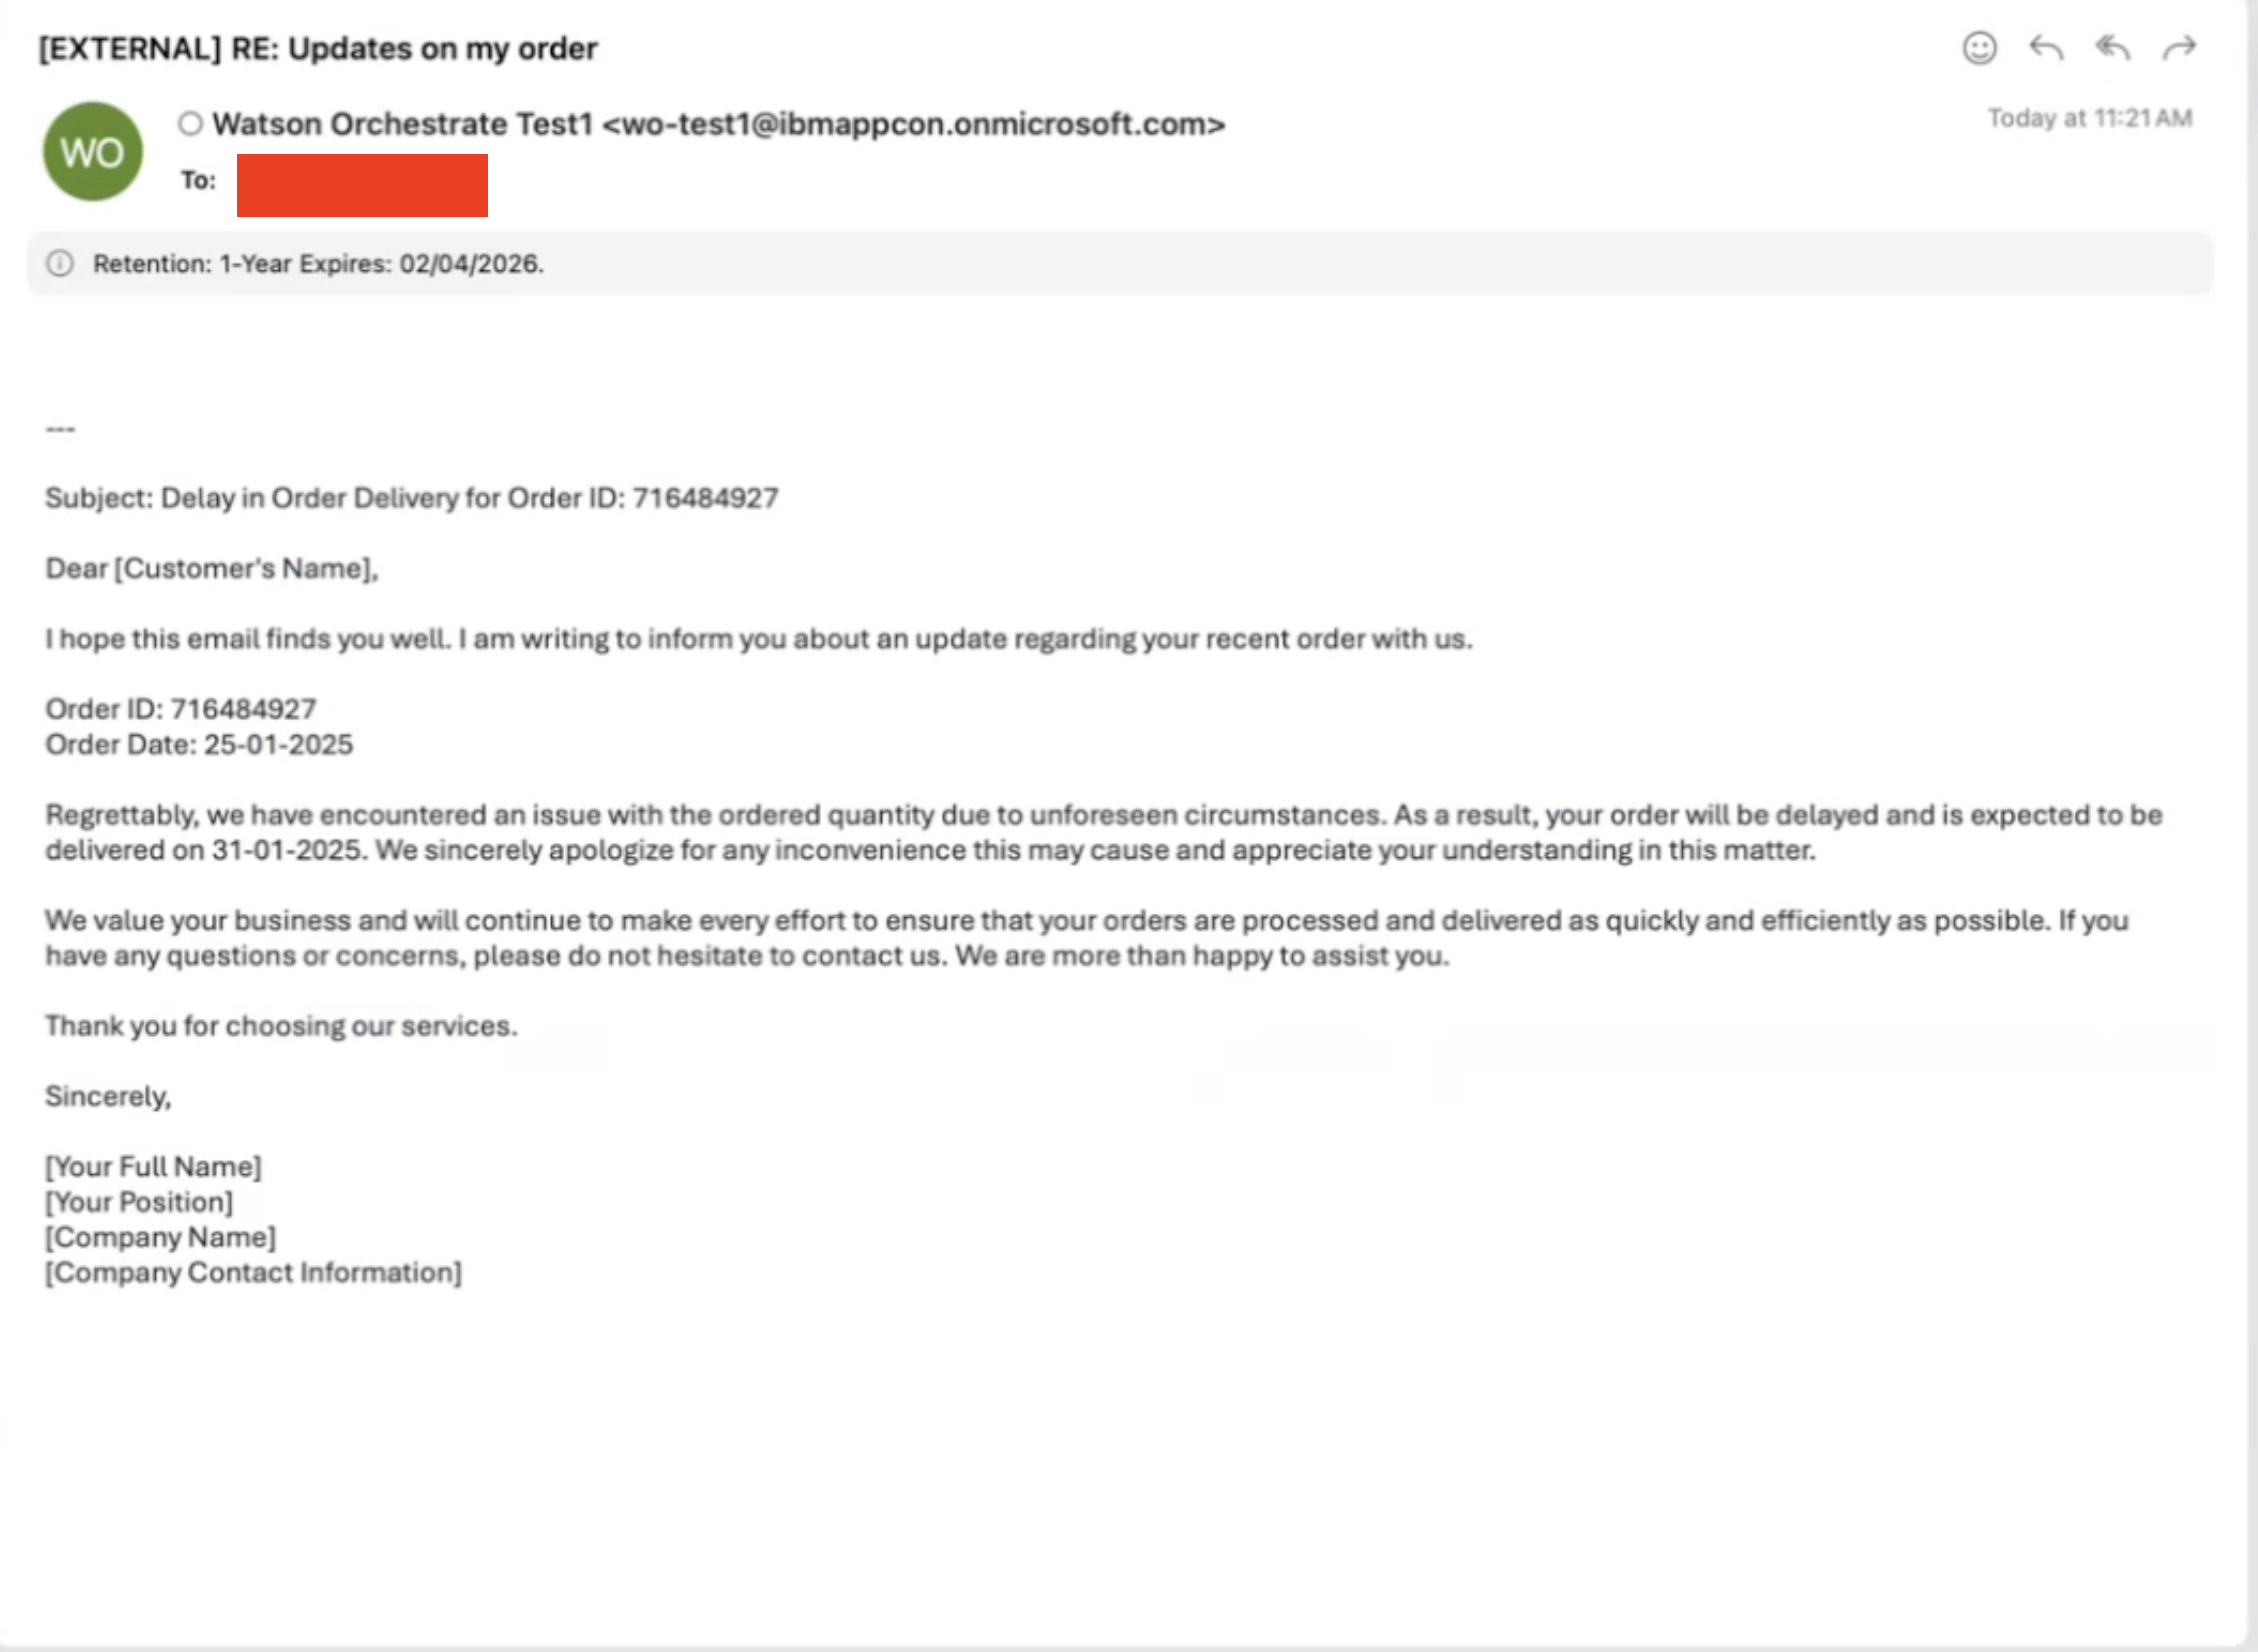 [EXTERNAL] RE: Updates on my order
WO
Watson Orchestrate Test1 <wo-test1@ibmappcon.onmicrosoft.com>
Today at 11:21 AM
To:
Retention: 1-Year Expires: 02/04/2026.
---
Subject: Delay in Order Delivery for Order ID: 716484927
Dear [Customer's Name],
I hope this email finds you well. I am writing to inform you about an update regarding your recent order with us.
Order ID: 716484927
Order Date: 25-01-2025
Regrettably, we have encountered an issue with the ordered quantity due to unforeseen circumstances. As a result, your order will be delayed and is expected to be
delivered on 31-01-2025. We sincerely apologize for any inconvenience this may cause and appreciate your understanding in this matter.
We value your business and will continue to make every effort to ensure that your orders are processed and delivered as quickly and efficiently as possible. If you
have any questions or concerns, please do not hesitate to contact us. We are more than happy to assist you.
Thank you for choosing our services.
Sincerely,
[Your Full Name]
[Your Position]
[Company Name]
[Company Contact Information]